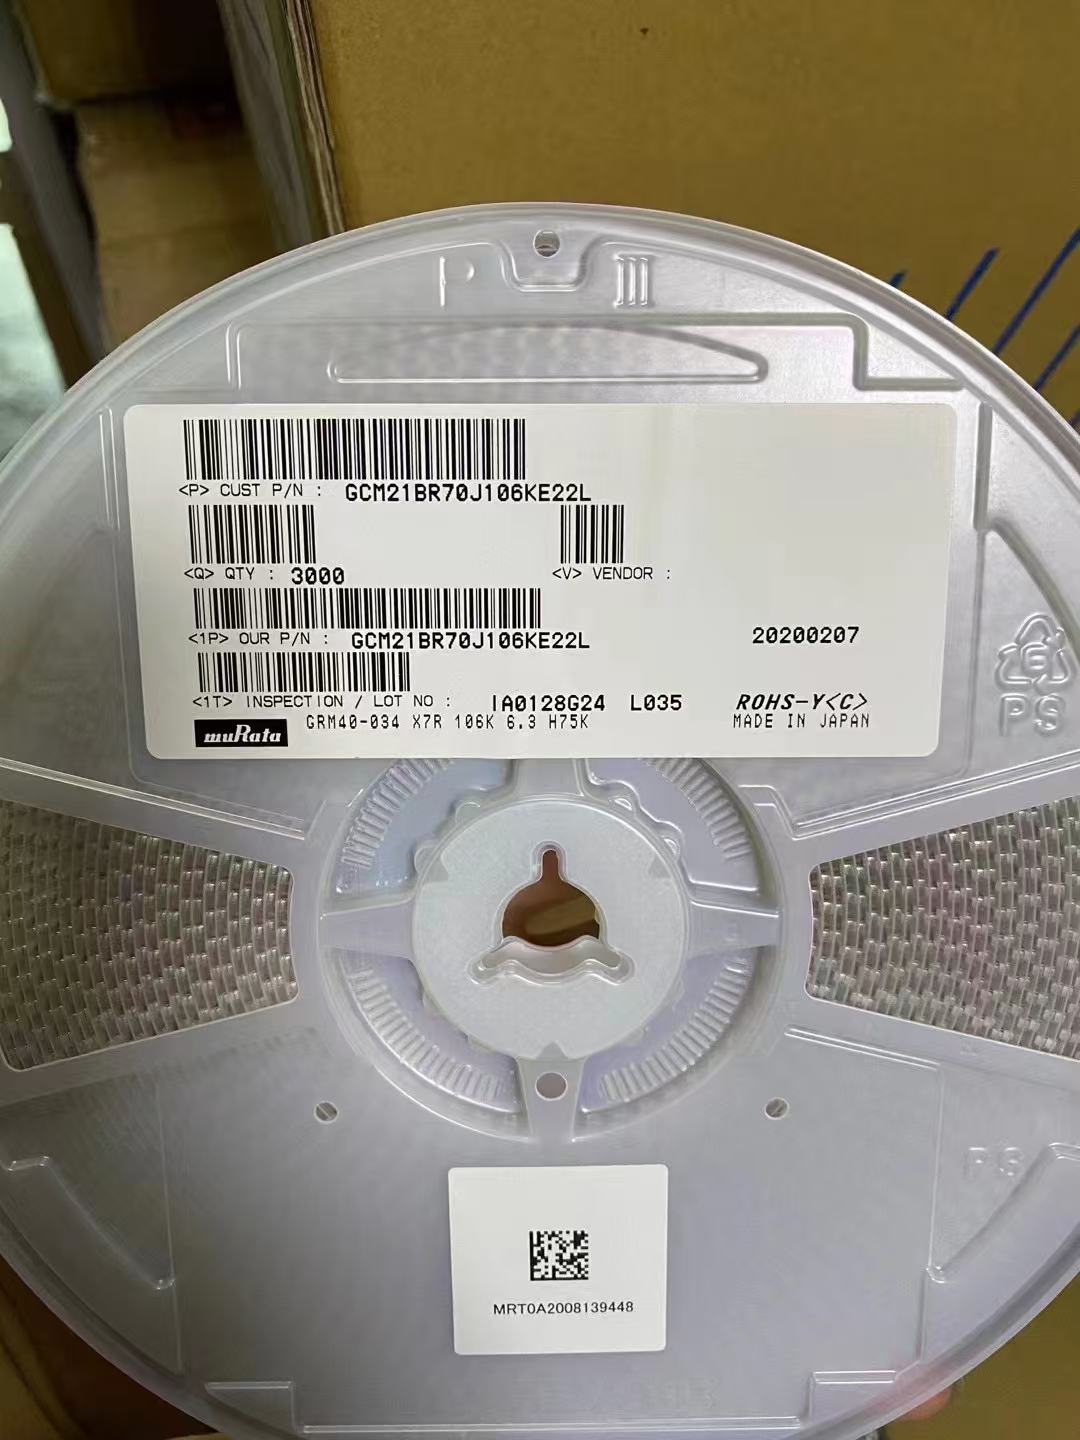 P III
<P> CUST P/N : GCM21BR70J106KE22L
<Q> QTY : 3000 <V> VENDOR :
<1P> OUR P/N : GCM21BR70J106KE22L 20200207
<1T> INSPECTION / LOT NO : IA0128G24 L035 ROHS-Y<C>
muRata GRM40-034 X7R 106K 6.3 H75K MADE IN JAPAN
PS
PS
MRT0A2008139448